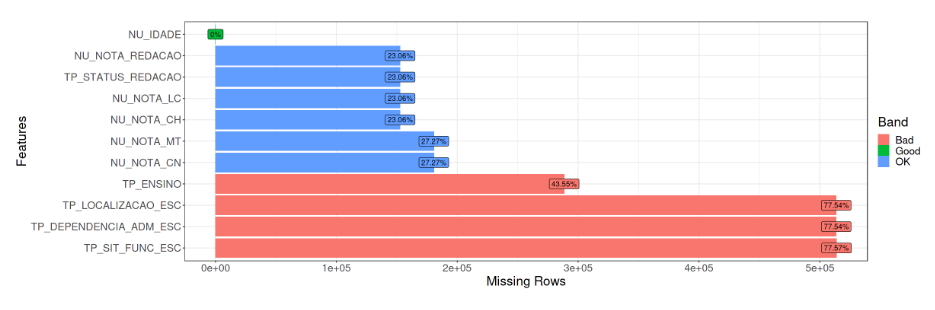 NU_IDADE
0%
NU_NOTA_REDACAO
23.06%
TP_STATUS_REDACAO
23.06%
NU_NOTA_LC
23.06%
NU_NOTA_CH
23.06%
NU_NOTA_MT
27.27%
NU_NOTA_CN
27.27%
TP_ENSINO
43.55%
TP_LOCALIZACAO_ESC
77.54%
TP_DEPENDENCIA_ADM_ESC
77.54%
TP_SIT_FUNC_ESC
77.57%
Features
0e+00 1e+05 2e+05 3e+05 4e+05 5e+05
Missing Rows
Band
Bad
Good
OK